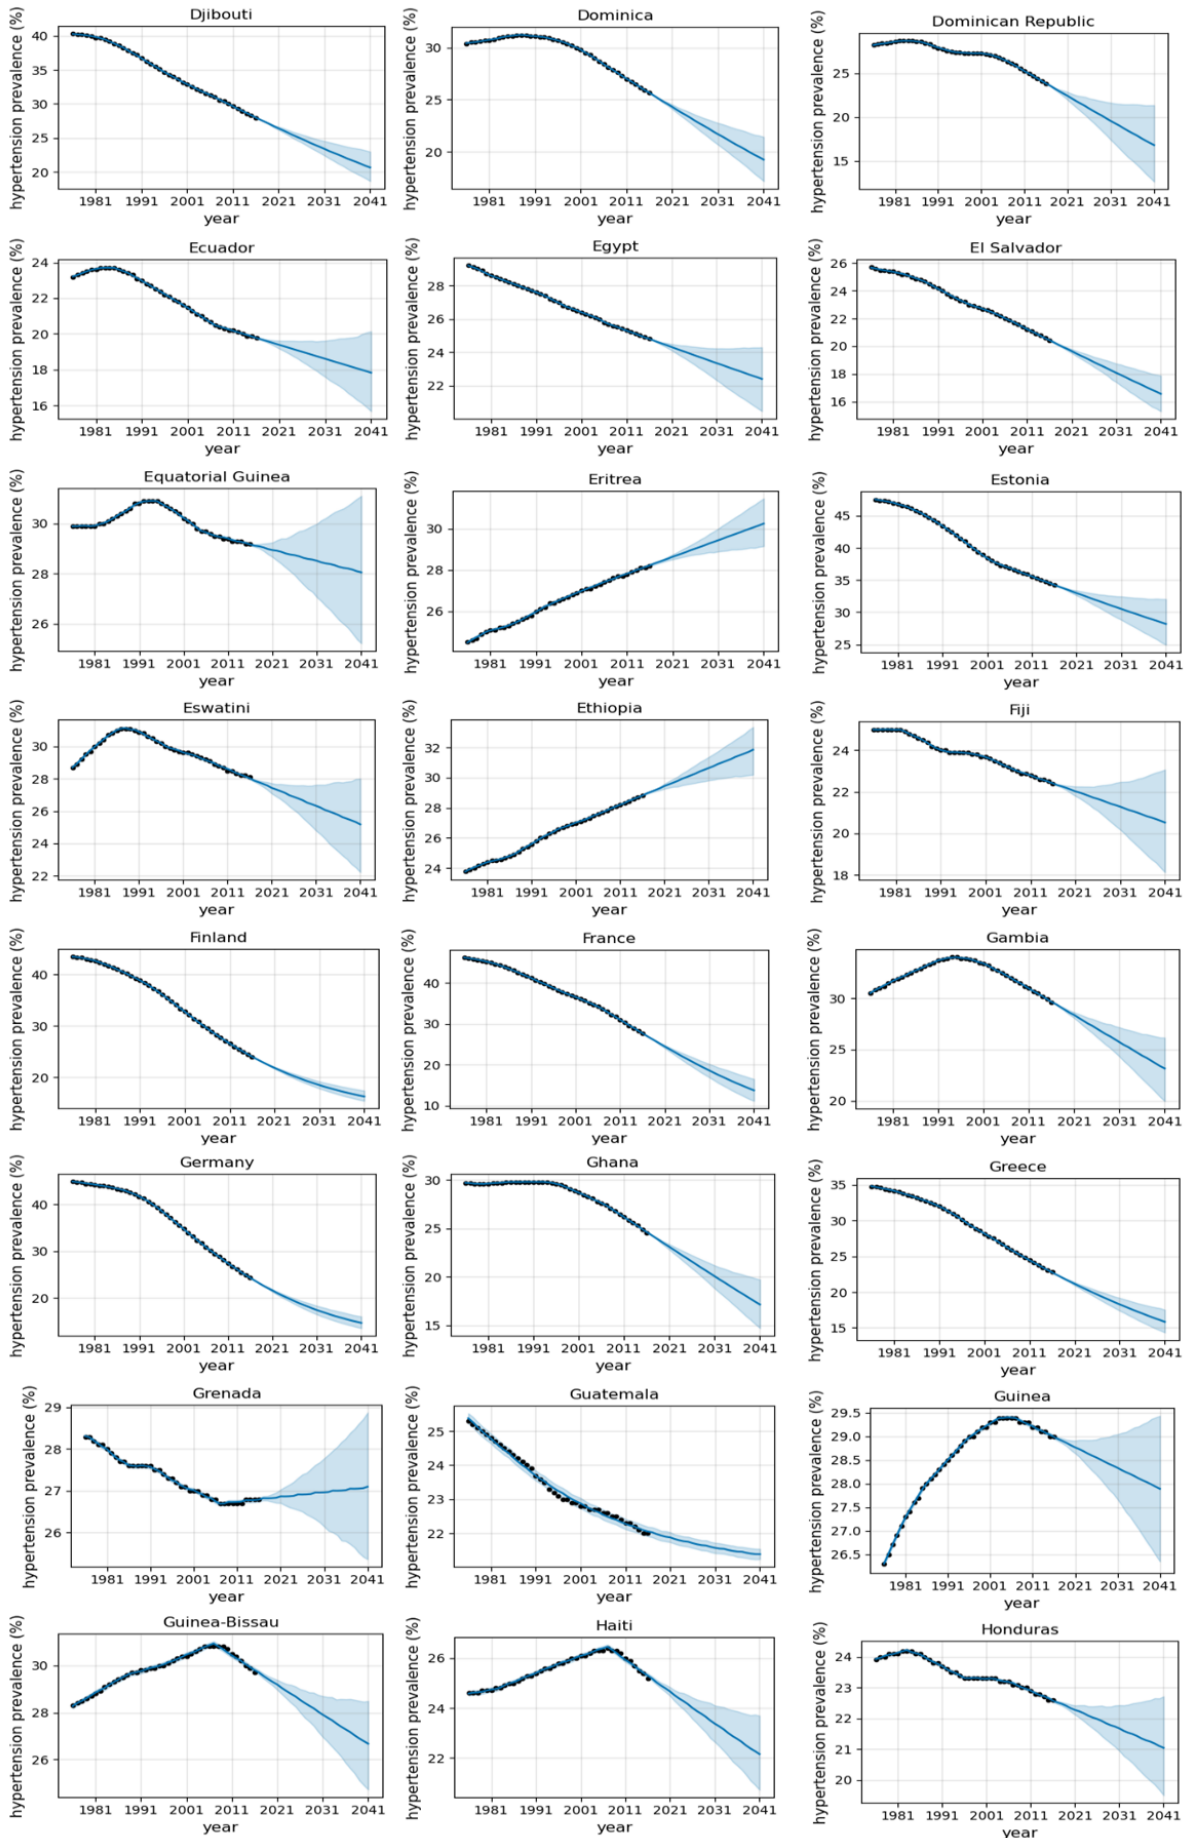 Djibouti
hypertension prevalence (%)
40
35
30
25
20
1981 1991 2001 2011 2021 2031 2041
year
Dominica
hypertension prevalence (%)
30
25
20
1981 1991 2001 2011 2021 2031 2041
year
Dominican Republic
hypertension prevalence (%)
25
20
15
1981 1991 2001 2011 2021 2031 2041
year
Ecuador
hypertension prevalence (%)
24
22
20
18
16
1981 1991 2001 2011 2021 2031 2041
year
Egypt
hypertension prevalence (%)
28
26
24
22
1981 1991 2001 2011 2021 2031 2041
year
El Salvador
hypertension prevalence (%)
26
24
22
20
18
16
1981 1991 2001 2011 2021 2031 2041
year
Equatorial Guinea
hypertension prevalence (%)
30
28
26
1981 1991 2001 2011 2021 2031 2041
year
Eritrea
hypertension prevalence (%)
30
28
26
1981 1991 2001 2011 2021 2031 2041
year
Estonia
hypertension prevalence (%)
45
40
35
30
25
1981 1991 2001 2011 2021 2031 2041
year
Eswatini
hypertension prevalence (%)
30
28
26
24
22
1981 1991 2001 2011 2021 2031 2041
year
Ethiopia
hypertension prevalence (%)
32
30
28
26
24
1981 1991 2001 2011 2021 2031 2041
year
Fiji
hypertension prevalence (%)
24
22
20
18
1981 1991 2001 2011 2021 2031 2041
year
Finland
hypertension prevalence (%)
40
30
20
1981 1991 2001 2011 2021 2031 2041
year
France
hypertension prevalence (%)
40
30
20
10
1981 1991 2001 2011 2021 2031 2041
year
Gambia
hypertension prevalence (%)
30
25
20
1981 1991 2001 2011 2021 2031 2041
year
Germany
hypertension prevalence (%)
40
30
20
1981 1991 2001 2011 2021 2031 2041
year
Ghana
hypertension prevalence (%)
30
25
20
15
1981 1991 2001 2011 2021 2031 2041
year
Greece
hypertension prevalence (%)
35
30
25
20
15
1981 1991 2001 2011 2021 2031 2041
year
Grenada
hypertension prevalence (%)
29
28
27
26
1981 1991 2001 2011 2021 2031 2041
year
Guatemala
hypertension prevalence (%)
25
24
23
22
1981 1991 2001 2011 2021 2031 2041
year
Guinea
hypertension prevalence (%)
29.5
29.0
28.5
28.0
27.5
27.0
26.5
1981 1991 2001 2011 2021 2031 2041
year
Guinea-Bissau
hypertension prevalence (%)
30
28
26
1981 1991 2001 2011 2021 2031 2041
year
Haiti
hypertension prevalence (%)
26
24
22
1981 1991 2001 2011 2021 2031 2041
year
Honduras
hypertension prevalence (%)
24
23
22
21
20
1981 1991 2001 2011 2021 2031 2041
year